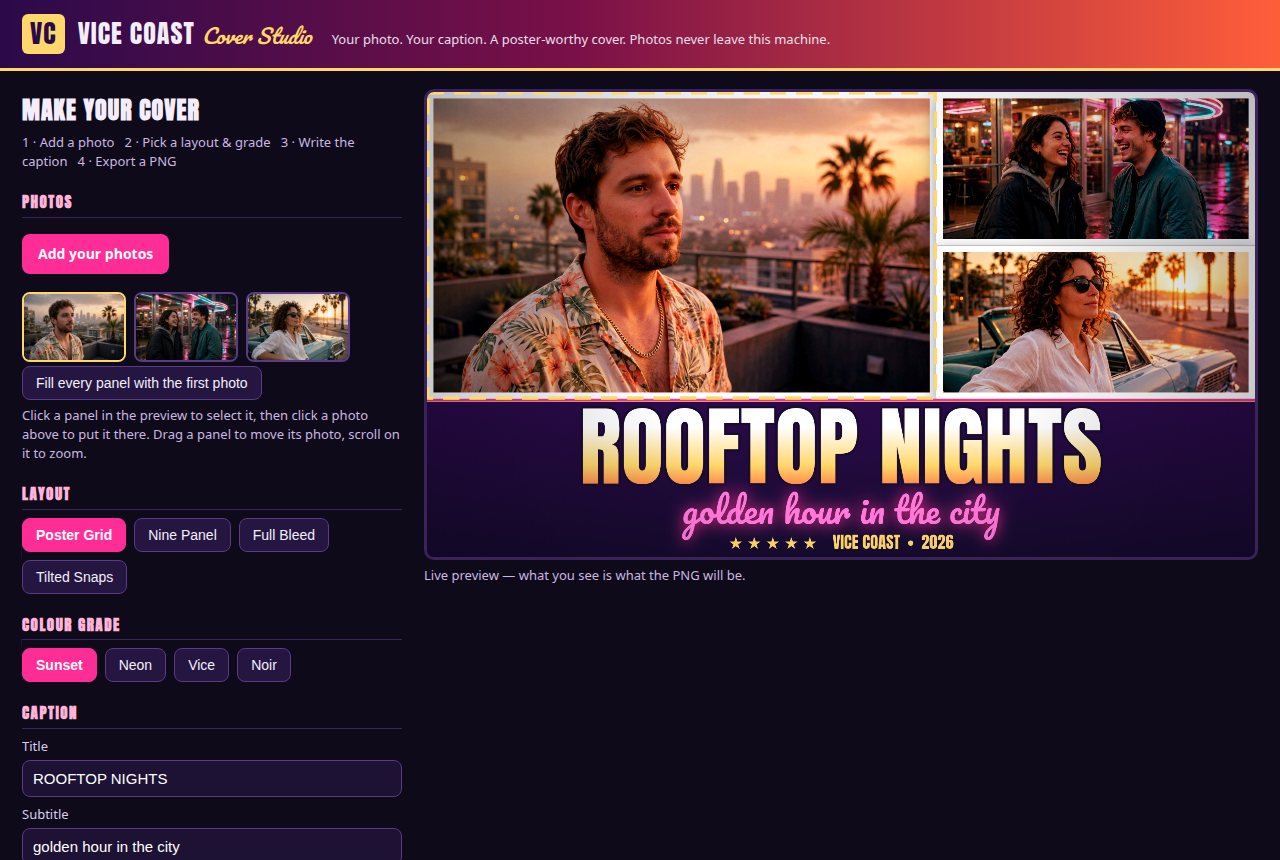 VC VICE COAST Cover Studio Your photo. Your caption. A poster-worthy cover. Photos never leave this machine.
MAKE YOUR COVER
1 · Add a photo 2 · Pick a layout & grade 3 · Write the
caption 4 · Export a PNG
PHOTOS
Add your photos
Fill every panel with the first photo
Click a panel in the preview to select it, then click a photo
above to put it there. Drag a panel to move its photo, scroll on
it to zoom.
LAYOUT
Poster Grid Nine Panel Full Bleed
Tilted Snaps
COLOUR GRADE
Sunset Neon Vice Noir
CAPTION
Title
ROOFTOP NIGHTS
Subtitle
golden hour in the city
ROOFTOP NIGHTS
golden hour in the city
★ ★ ★ ★ ★ VICE COAST • 2026
Live preview — what you see is what the PNG will be.